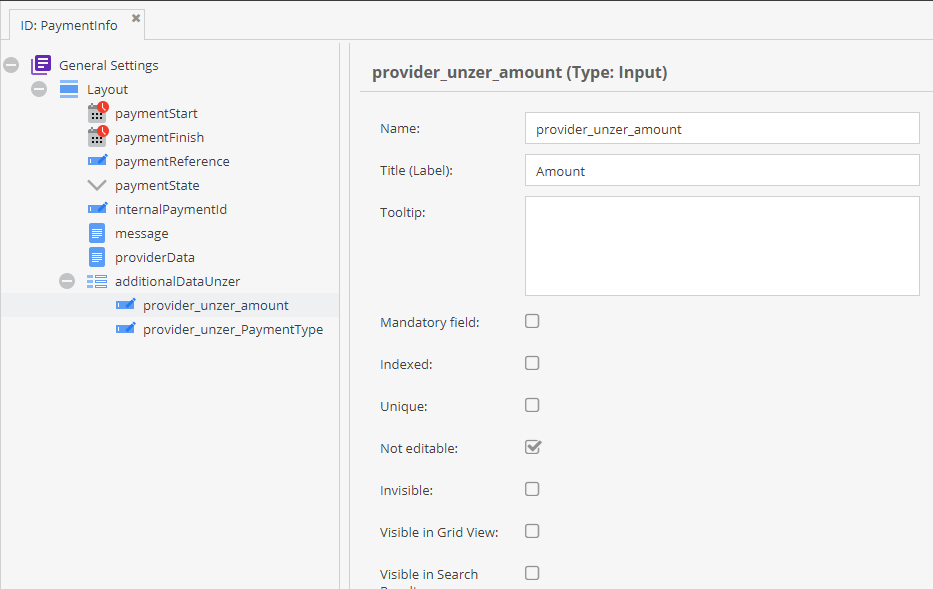 ID: PaymentInfo
General Settings
Layout
paymentStart
paymentFinish
paymentReference
paymentState
internalPaymentId
message
providerData
additionalDataUnzer
provider_unzer_amount
provider_unzer_PaymentType
provider_unzer_amount (Type: Input)
Name:
provider_unzer_amount
Title (Label):
Amount
Tooltip:
Mandatory field:
Indexed:
Unique:
Not editable:
Invisible:
Visible in Grid View:
Visible in Search